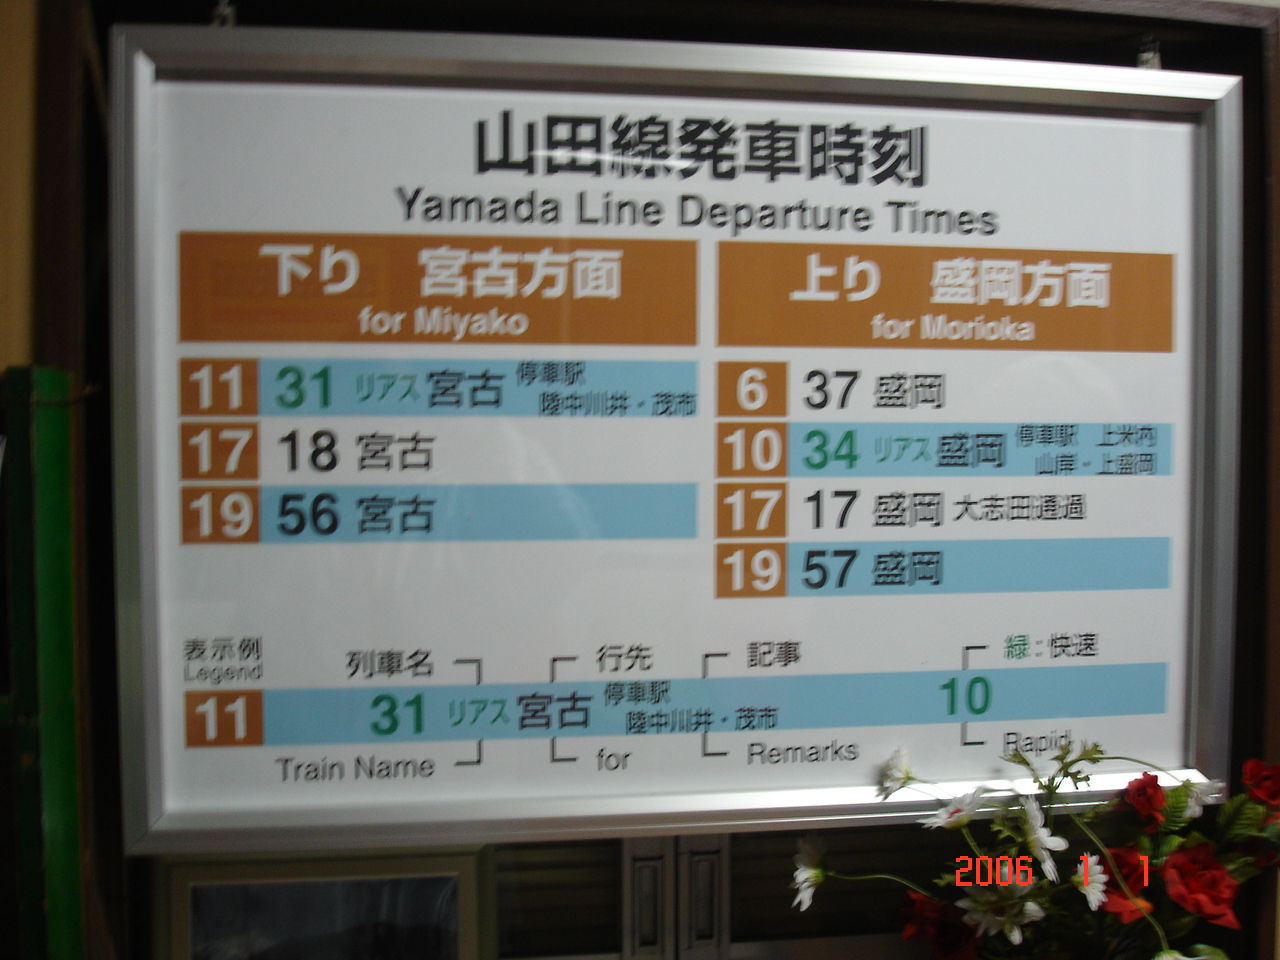 山田線発車時刻
Yamada Line Departure Times
下り 宮古方面
for Miyako
11 31 リアス 宮古 停車駅 陸中川井・茂市
17 18 宮古
19 56 宮古
上り 盛岡方面
for Morioka
6 37 盛岡
10 34 リアス 盛岡 停車駅 上米内 山岸・上盛岡
17 17 盛岡 大志田通過
19 57 盛岡
表示例
Legend
列車名 行先 記事 緑:快速
11 31 リアス 宮古 停車駅 陸中川井・茂市 10
Train Name for Remarks Rapid
2006 1 1